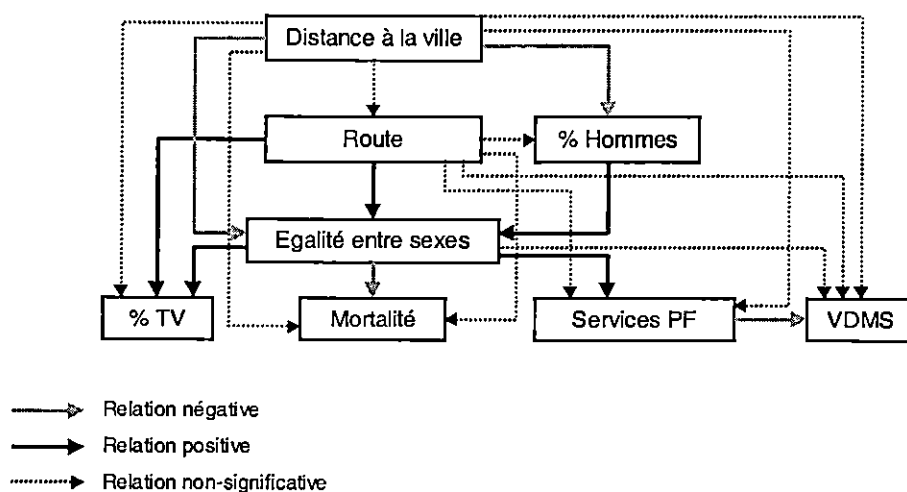 Distance à la ville
Route
% Hommes
Egalité entre sexes
% TV
Mortalité
Services PF
VDMS
Relation négative
Relation positive
Relation non-significative